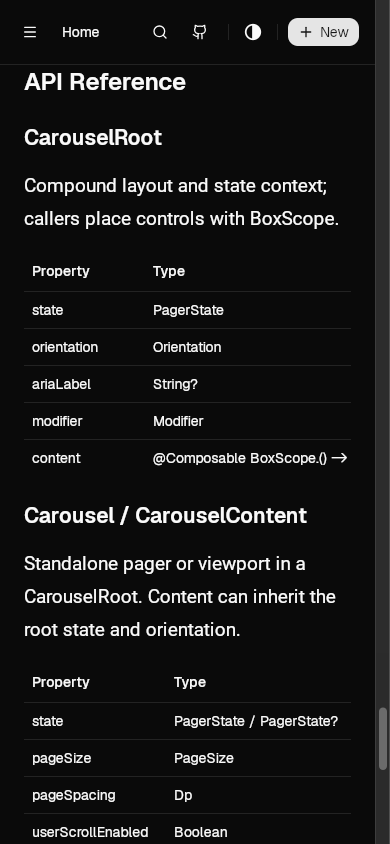 Home
New
API Reference
CarouselRoot
Compound layout and state context;
callers place controls with BoxScope.
Property Type
state PagerState
orientation Orientation
ariaLabel String?
modifier Modifier
content @Composable BoxScope.() ->
Carousel / CarouselContent
Standalone pager or viewport in a
CarouselRoot. Content can inherit the
root state and orientation.
Property Type
state PagerState / PagerState?
pageSize PageSize
pageSpacing Dp
userScrollEnabled Boolean